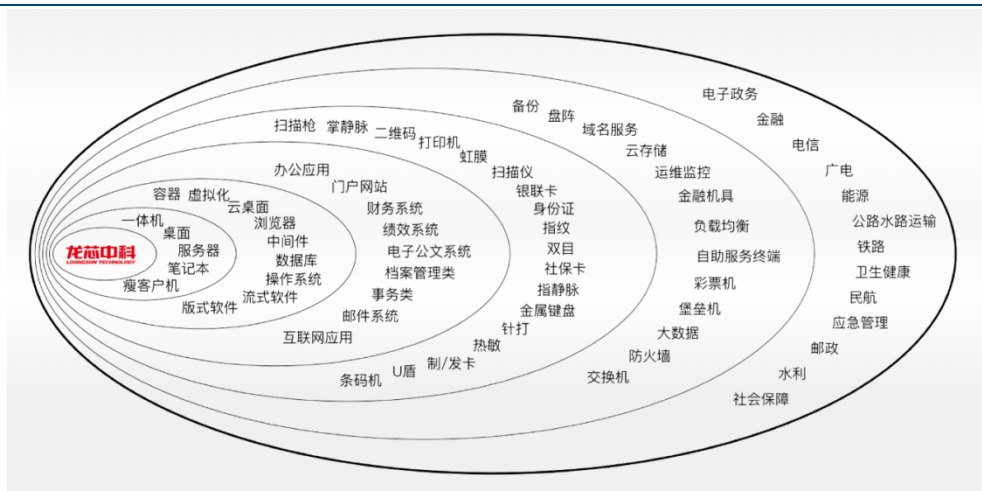 龙芯中科
LOONGSON TECHNOLOGY
一体机
桌面
服务器
笔记本
瘦客户机
容器
虚拟化
云桌面
浏览器
中间件
数据库
操作系统
流式软件
版式软件
办公应用
门户网站
财务系统
绩效系统
电子公文系统
档案管理类
事务类
邮件系统
互联网应用
扫描枪
掌静脉
二维码
打印机
虹膜
扫描仪
银联卡
身份证
指纹
双目
社保卡
指静脉
金属键盘
针打
热敏
制/发卡
U盾
条码机
备份
盘阵
域名服务
云存储
运维监控
金融机具
负载均衡
自助服务终端
彩票机
堡垒机
大数据
防火墙
交换机
电子政务
金融
电信
广电
能源
公路水路运输
铁路
卫生健康
民航
应急管理
邮政
水利
社会保障